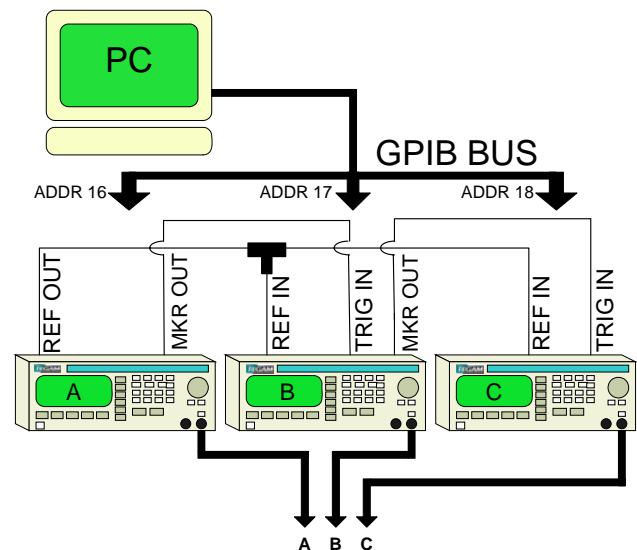 PC
GPIB BUS
ADDR 16
ADDR 17
ADDR 18
REF OUT
MKR OUT
REF IN
TRIG IN
MKR OUT
REF IN
TRIG IN
A
B
C
A B C